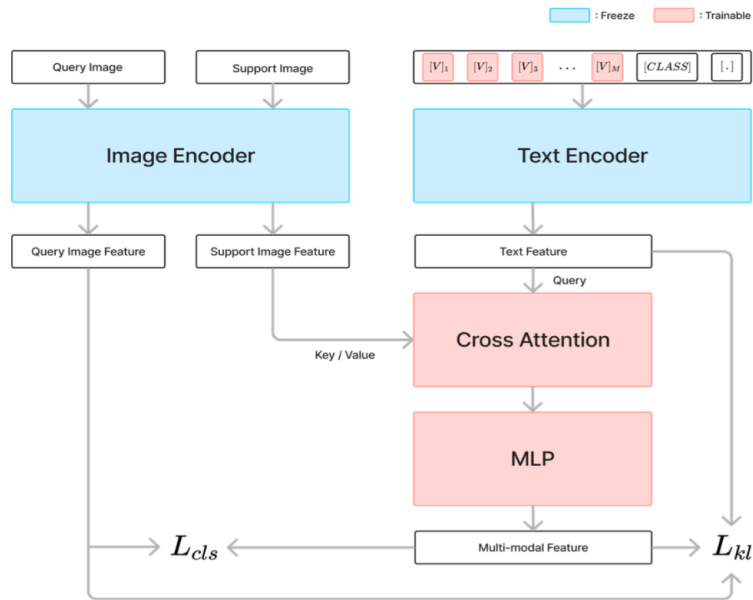 : Freeze : Trainable
Query Image Support Image [V]₁ [V]₂ [V]₃ ... [V]M [CLASS] [.]
Image Encoder Text Encoder
Query Image Feature Support Image Feature Text Feature
Query
Cross Attention
Key / Value
MLP
Lcls Multi-modal Feature Lkl